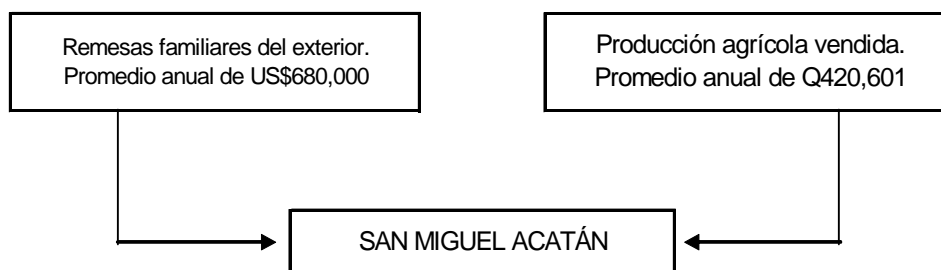 Remesas familiares del exterior.
Promedio anual de US$680,000
Producción agrícola vendida.
Promedio anual de Q420,601
SAN MIGUEL ACATÁN